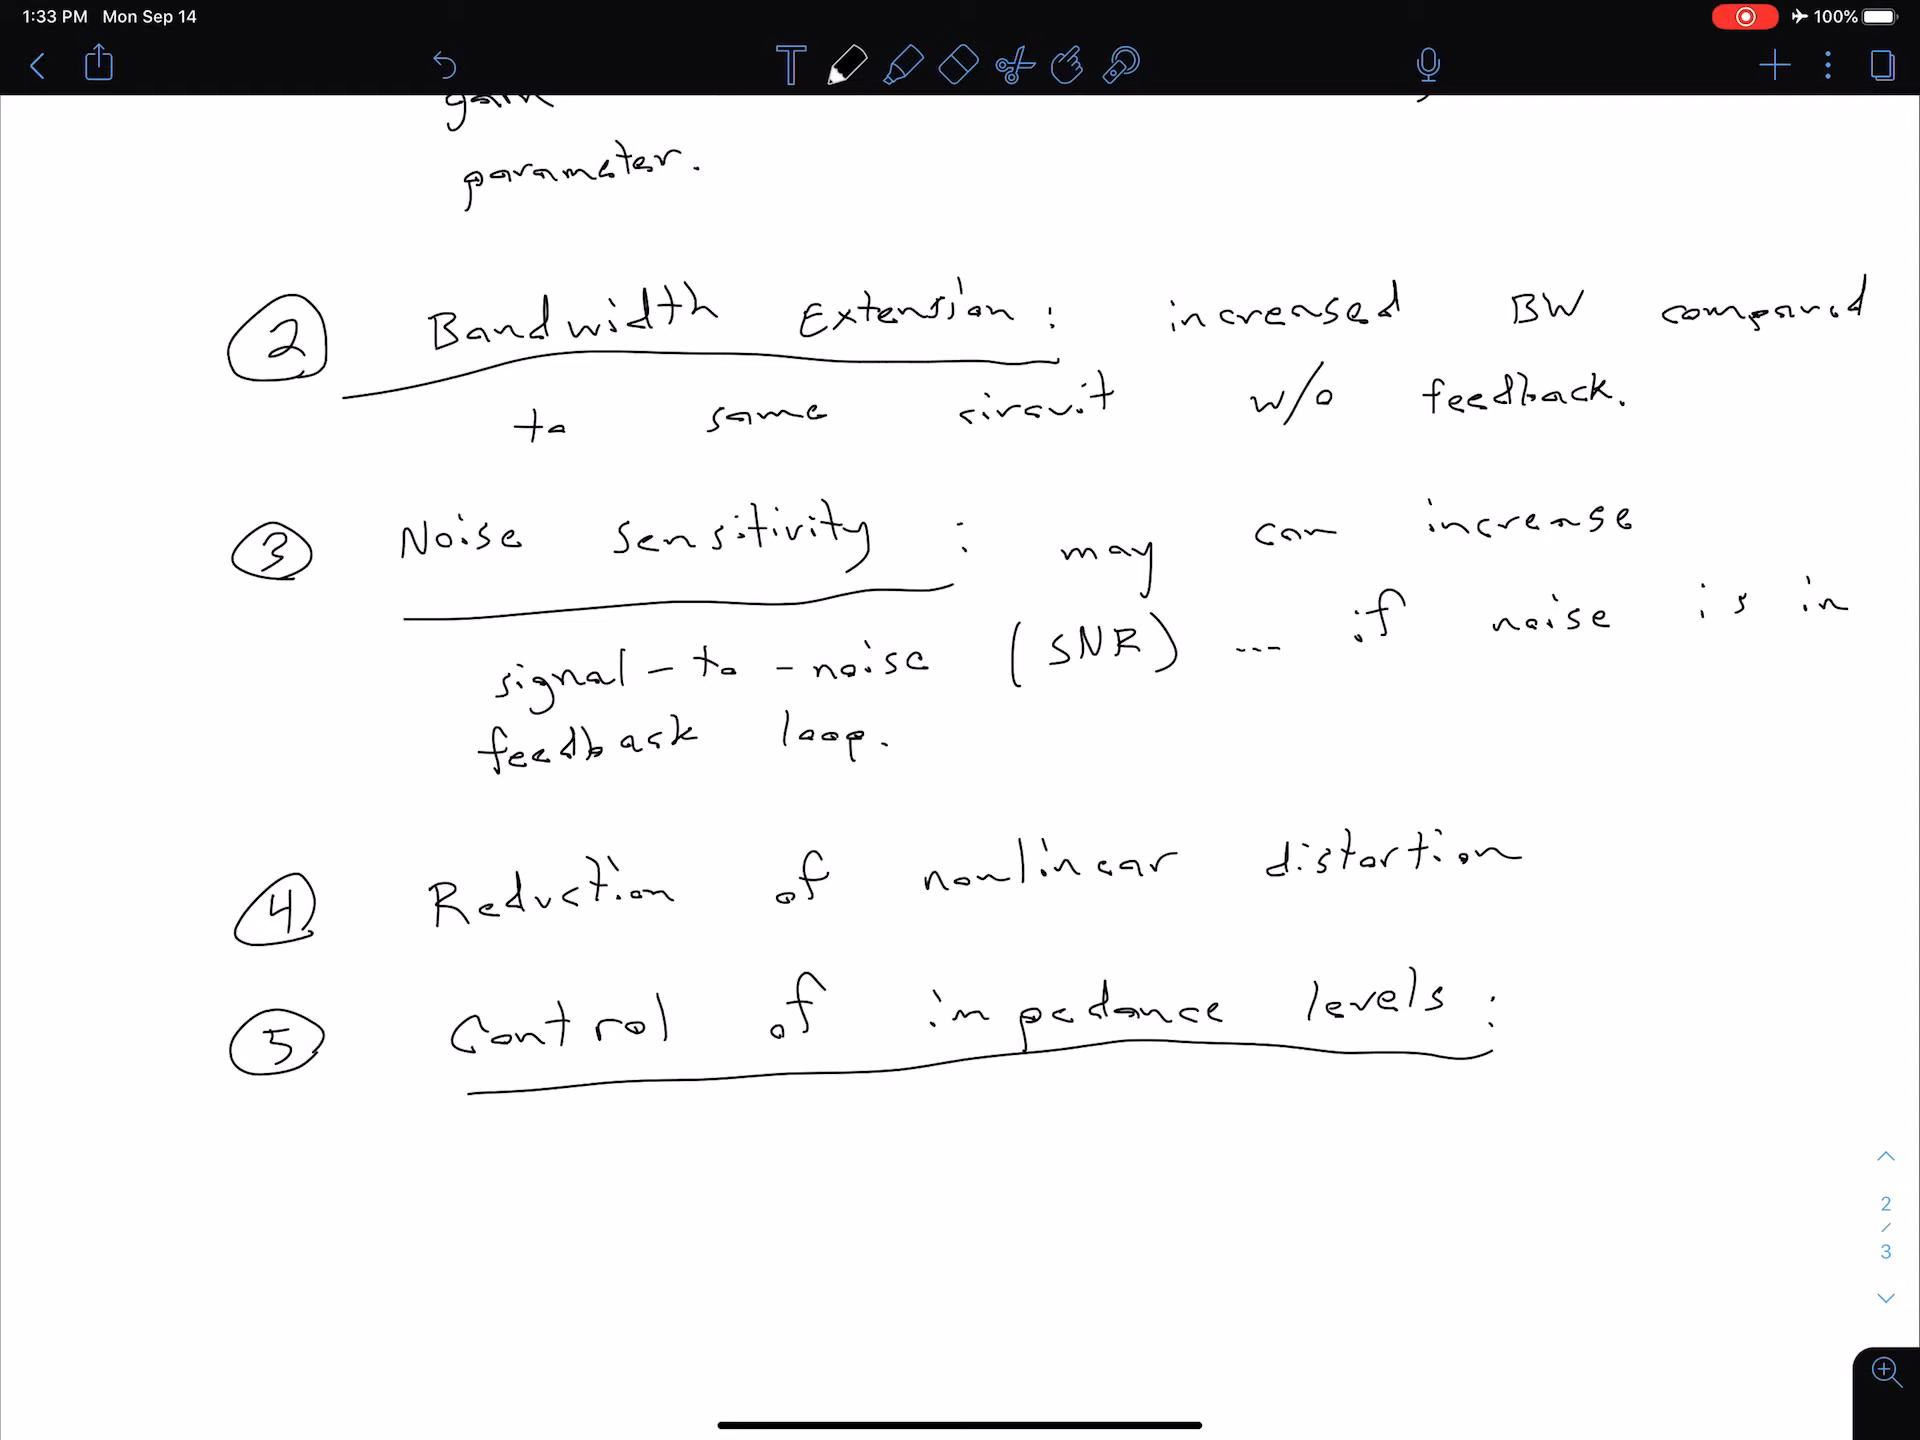 1:33 PM Mon Sep 14
100%
gain
parameter.
2 Bandwidth Extension: increased BW compared
to same circuit w/o feedback.
3 Noise sensitivity: may can increase
signal-to-noise (SNR) ... if noise is in
feedback loop.
4 Reduction of nonlinear distortion
5 Control of impedance levels:
2
/
3